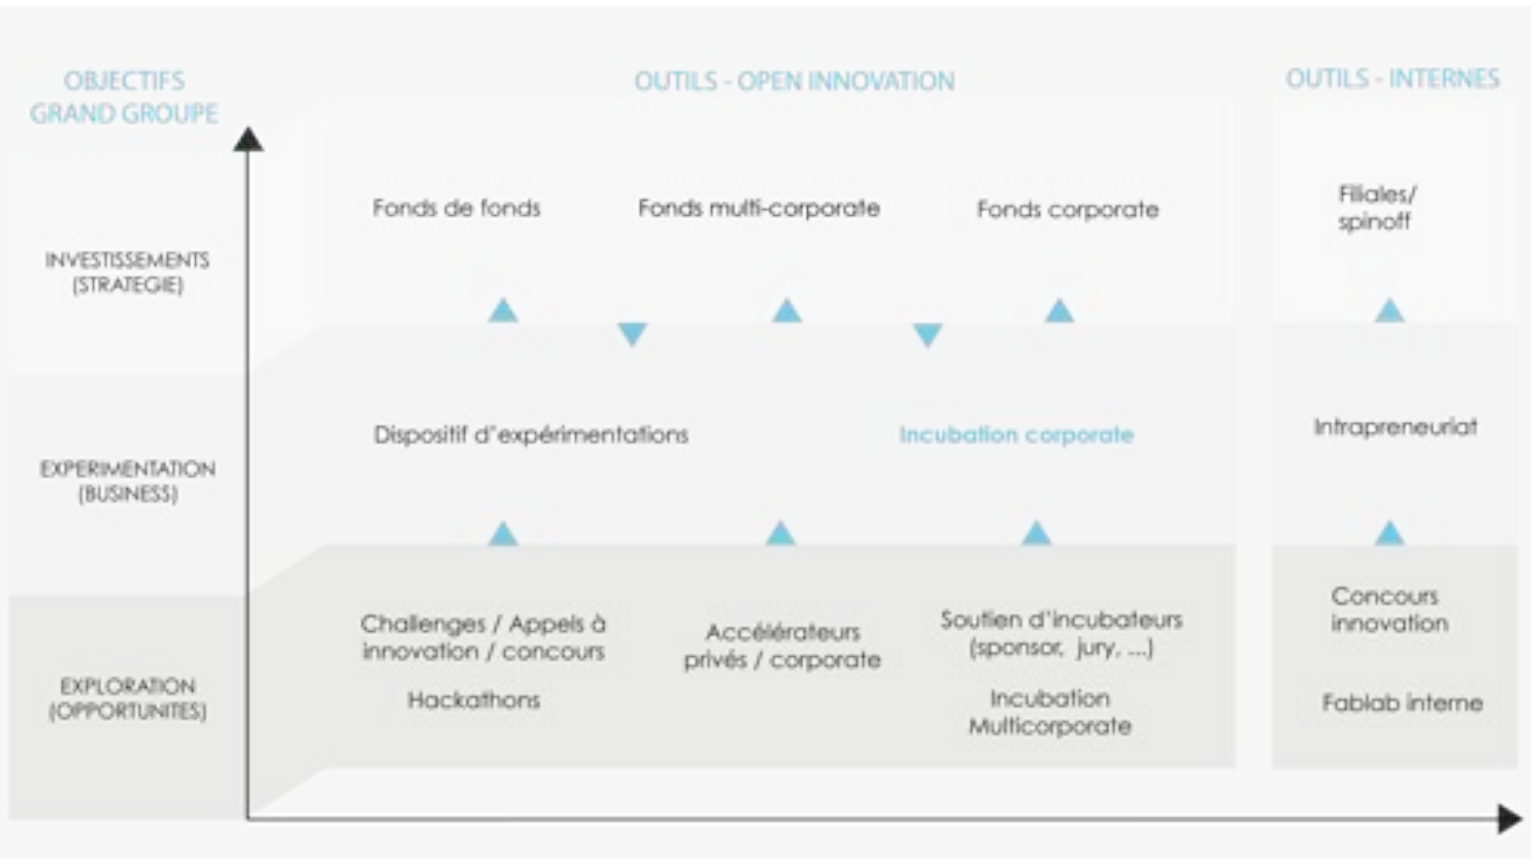 OBJECTIFS
GRAND GROUPE
OUTILS - OPEN INNOVATION
OUTILS - INTERNES
INVESTISSEMENTS
(STRATEGIE)
Fonds de fonds
Fonds multi-corporate
Fonds corporate
Filiales/
spinoff
EXPERIMENTATION
(BUSINESS)
Dispositif d'expérimentations
Incubation corporate
Intrapreneuriat
EXPLORATION
(OPPORTUNITES)
Challenges / Appels à
innovation / concours
Hackathons
Accélérateurs
privés / corporate
Soutien d'incubateurs
(sponsor, jury, ...)
Incubation
Multicorporate
Concours
innovation
Fablab interne